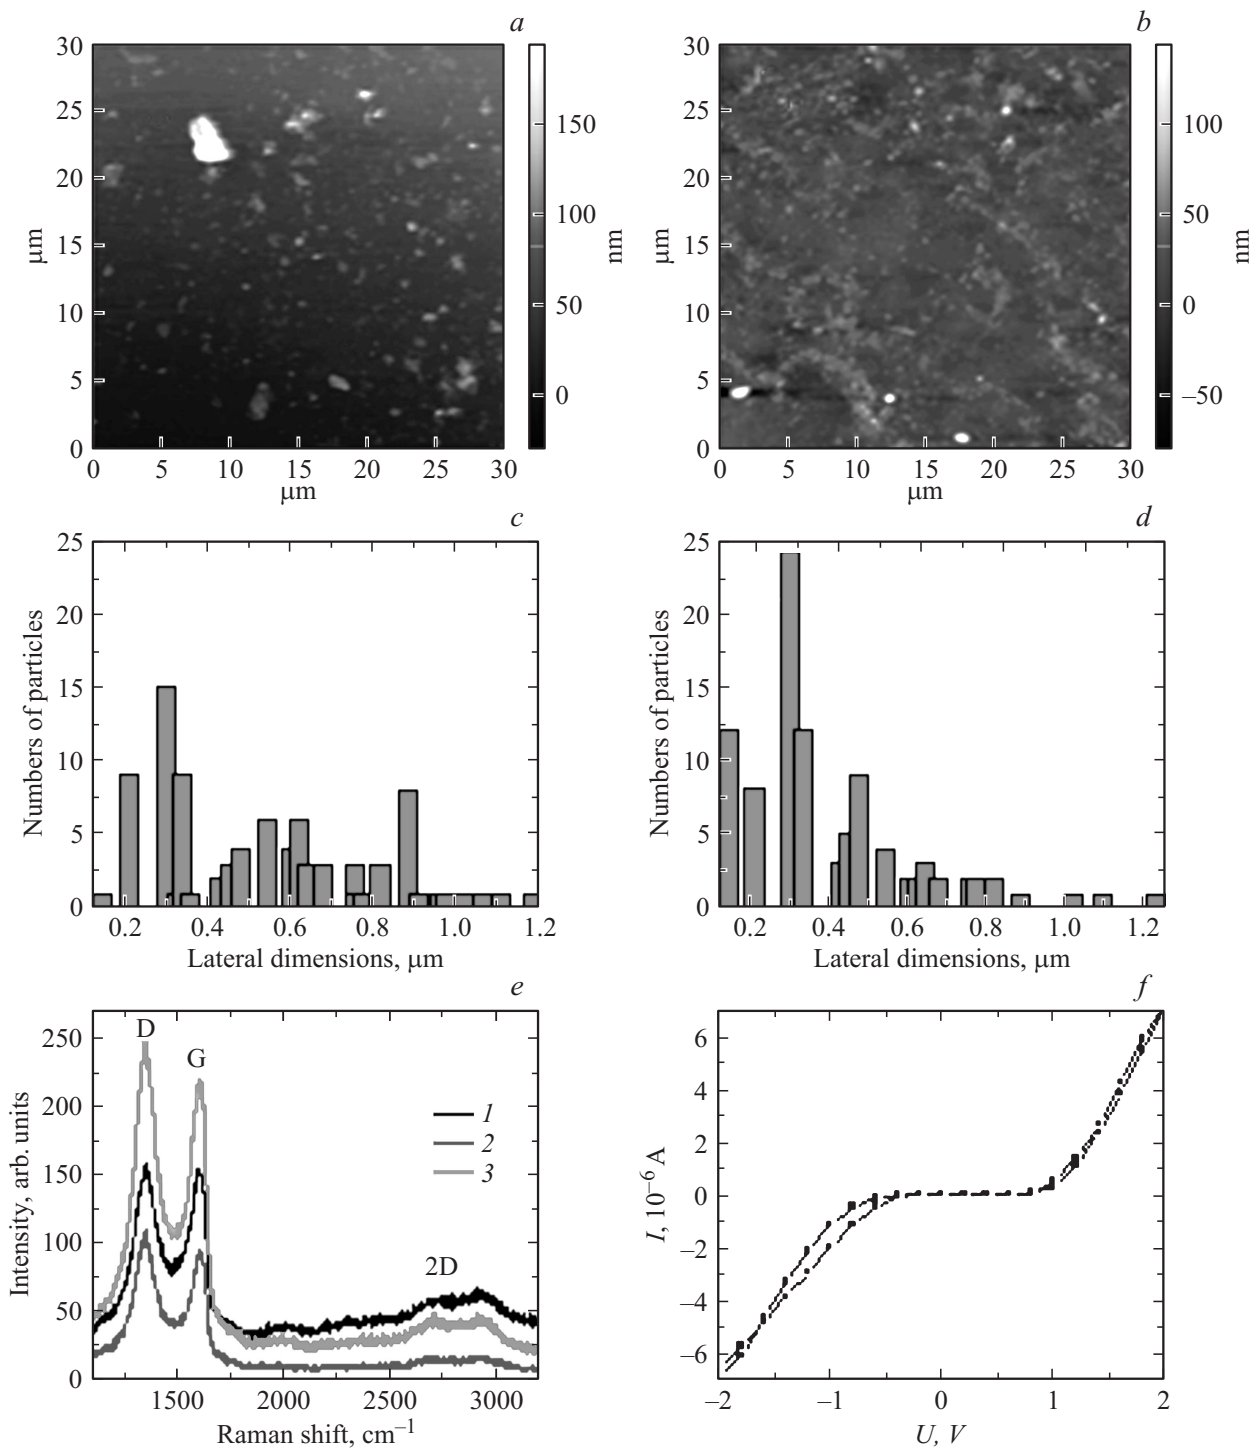 a
30
25
20
15
10
5
0
μm
0 5 10 15 20 25 30
μm
150
100
50
0
nm
b
30
25
20
15
10
5
0
μm
0 5 10 15 20 25 30
μm
100
50
0
–50
nm
c
25
20
15
10
5
0
Numbers of particles
0.2 0.4 0.6 0.8 1.0 1.2
Lateral dimensions, μm
d
25
20
15
10
5
0
Numbers of particles
0.2 0.4 0.6 0.8 1.0 1.2
Lateral dimensions, μm
e
250
200
150
100
50
0
Intensity, arb. units
D
G
2D
1
2
3
1500 2000 2500 3000
Raman shift, cm–1
f
6
4
2
0
–2
–4
–6
I, 10–6 A
–2 –1 0 1 2
U, V